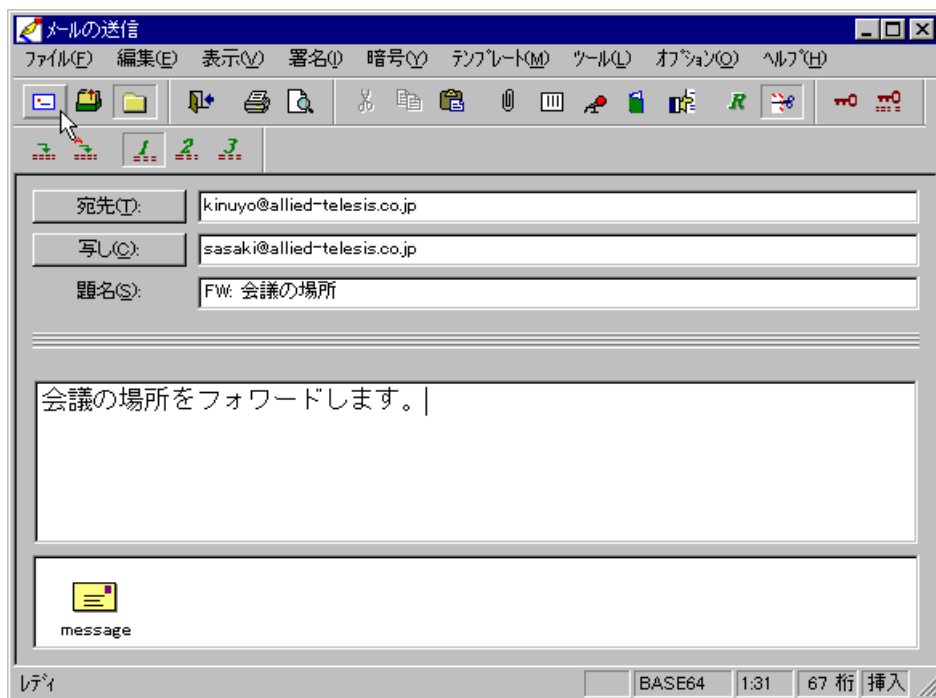 メールの送信
ファイル(F) 編集(E) 表示(V) 署名(I) 暗号(Y) テンプレート(M) ツール(L) オプション(O) ヘルプ(H)
R
1 2 3
宛先(T): kinuyo@allied-telesis.co.jp
写し(C): sasaki@allied-telesis.co.jp
題名(S): FW: 会議の場所
会議の場所をフォワードします。
message
レディ BASE64 1:31 67 桁 挿入